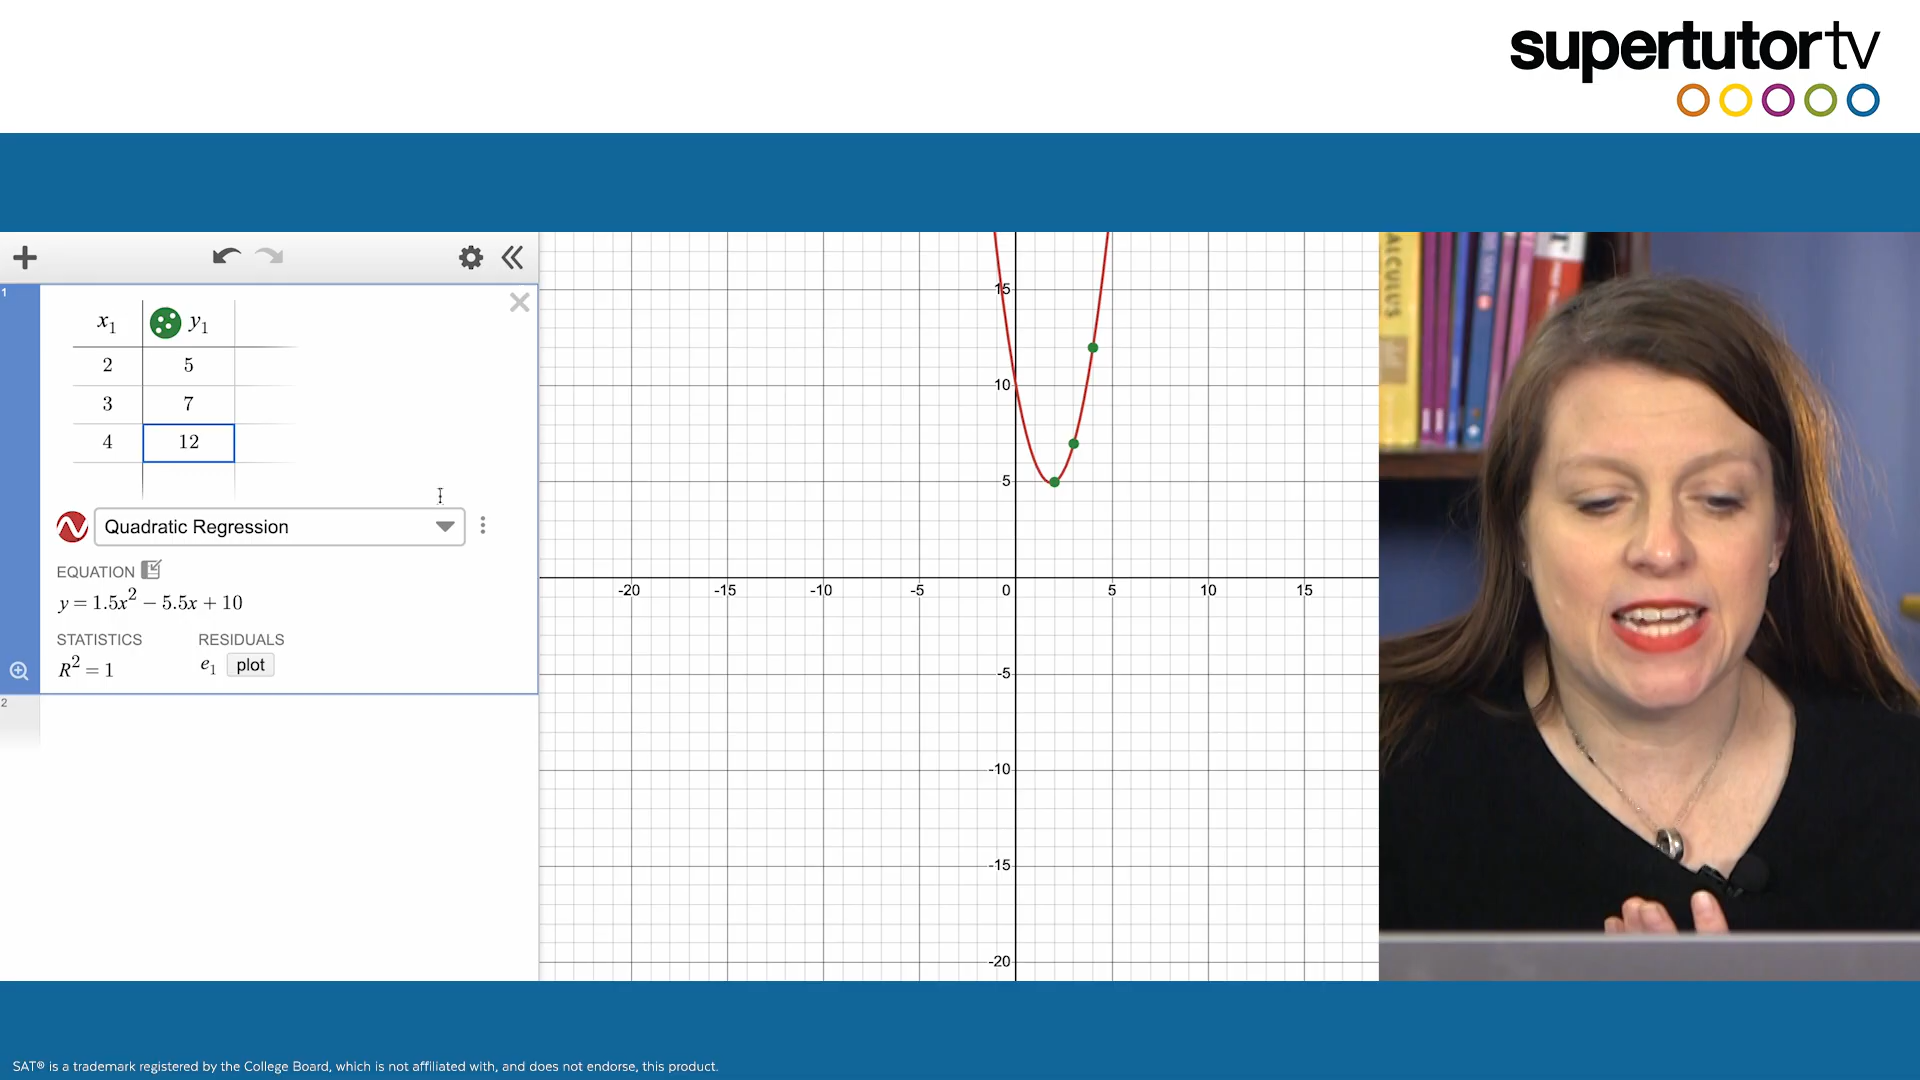 supertutortv
1
x₁ y₁
2 5
3 7
4 12
Quadratic Regression
EQUATION
y = 1.5x² − 5.5x + 10
STATISTICS RESIDUALS
R² = 1 e₁ plot
2
15
10
5
-20 -15 -10 -5 0 5 10 15
-5
-10
-15
-20
ALCULUS
SAT® is a trademark registered by the College Board, which is not affiliated with, and does not endorse, this product.